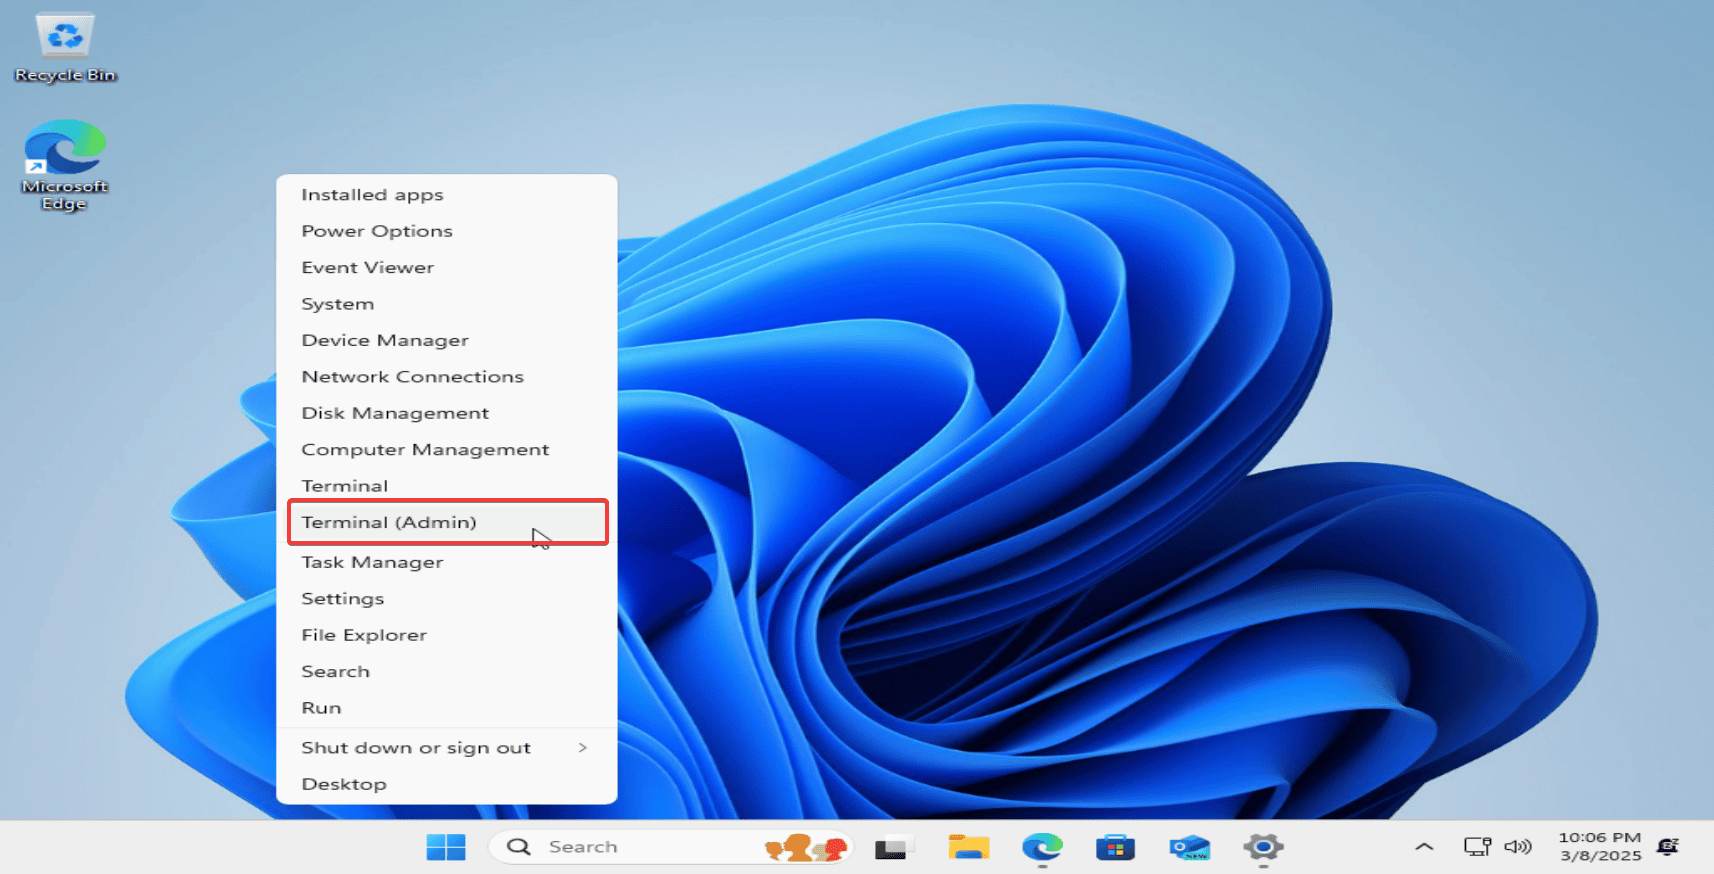 Recycle Bin
Microsoft
Edge
Installed apps
Power Options
Event Viewer
System
Device Manager
Network Connections
Disk Management
Computer Management
Terminal
Terminal (Admin)
Task Manager
Settings
File Explorer
Search
Run
Shut down or sign out
Desktop
Search
NEW
10:06 PM
3/8/2025